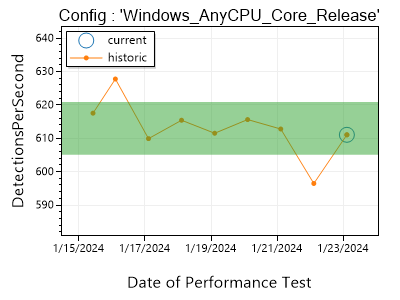 Config : 'Windows_AnyCPU_Core_Release'
current
historic
DetectionsPerSecond
640
630
620
610
600
590
1/15/2024 1/17/2024 1/19/2024 1/21/2024 1/23/2024
Date of Performance Test